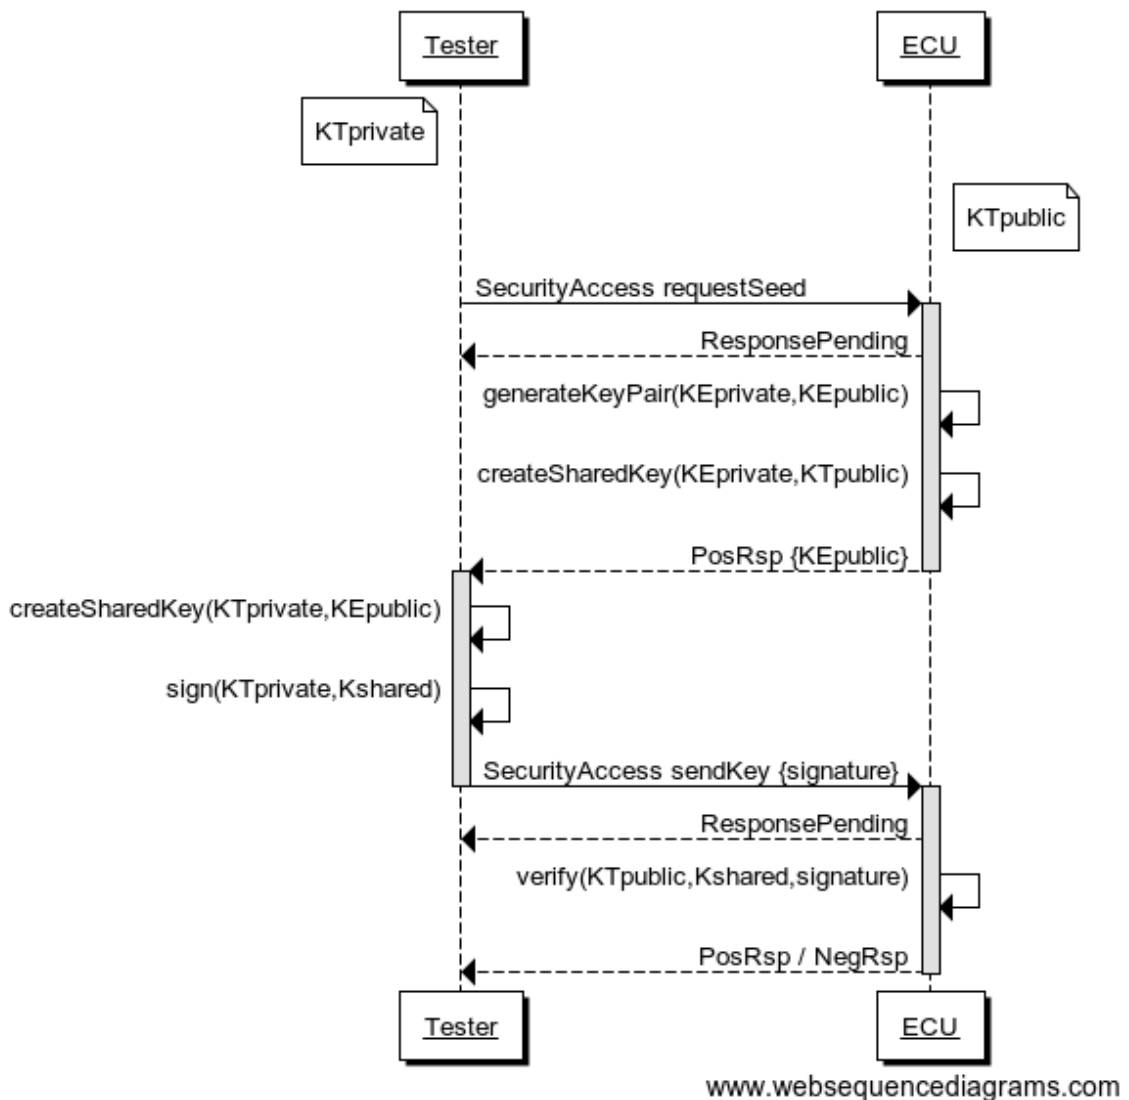 Tester
ECU
KTprivate
KTpublic
SecurityAccess requestSeed
ResponsePending
generateKeyPair(KEprivate,KEpublic)
createSharedKey(KEprivate,KTpublic)
PosRsp {KEpublic}
createSharedKey(KTprivate,KEpublic)
sign(KTprivate,Kshared)
SecurityAccess sendKey {signature}
ResponsePending
verify(KTpublic,Kshared,signature)
PosRsp / NegRsp
Tester
ECU
www.websequencediagrams.com